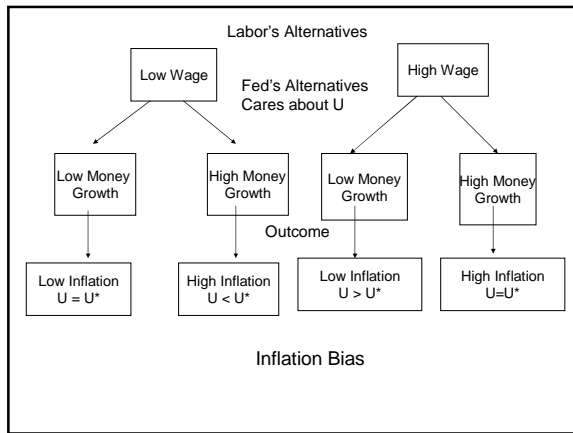 Labor's Alternatives
Low Wage
High Wage
Fed's Alternatives
Cares about U
Low Money
Growth
High Money
Growth
Low Money
Growth
High Money
Growth
Outcome
Low Inflation
U = U*
High Inflation
U < U*
Low Inflation
U > U*
High Inflation
U=U*
Inflation Bias